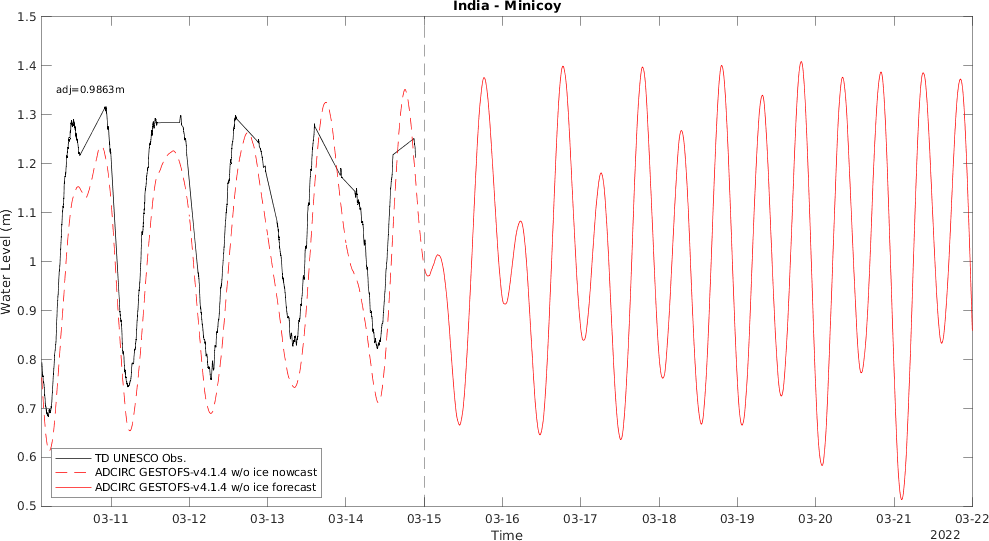 India - Minicoy
1.5
1.4
1.3
1.2
1.1
1
0.9
0.8
0.7
0.6
0.5
Water Level (m)
adj=0.9863m
TD UNESCO Obs.
ADCIRC GESTOFS-v4.1.4 w/o ice nowcast
ADCIRC GESTOFS-v4.1.4 w/o ice forecast
03-11 03-12 03-13 03-14 03-15 03-16 03-17 03-18 03-19 03-20 03-21 03-22
Time
2022